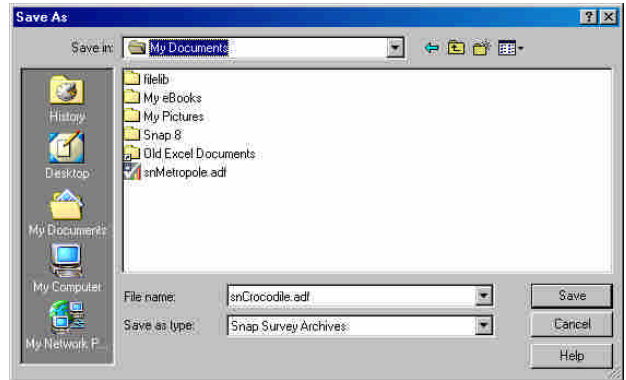 Save As
Save in:
My Documents
History
Desktop
My Documents
My Computer
My Network P...
filelib
My eBooks
My Pictures
Snap 8
Old Excel Documents
snMetropole.adf
File name:
snCrocodile.adf
Save
Save as type:
Snap Survey Archives
Cancel
Help